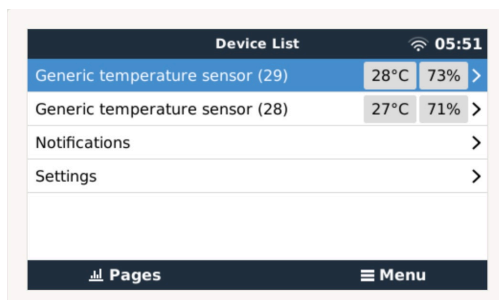 Device List 05:51
Generic temperature sensor (29) 28°C 73%
Generic temperature sensor (28) 27°C 71%
Notifications
Settings
Pages Menu